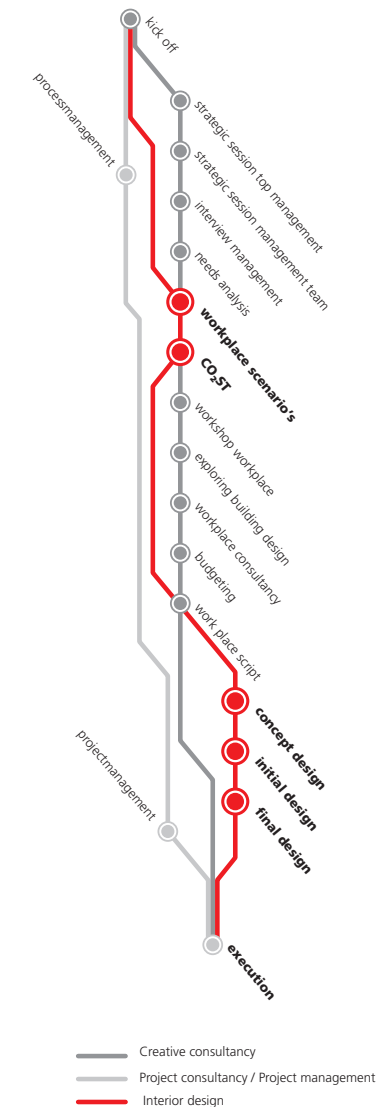 kick off
processmanagement
strategic session top management
strategic session management team
interview management
needs analysis
workplace scenario's
CO₂ST
workshop workplace
exploring building design
workplace consultancy
budgeting
work place script
concept design
projectmanagement
initial design
final design
execution
Creative consultancy
Project consultancy / Project management
Interior design